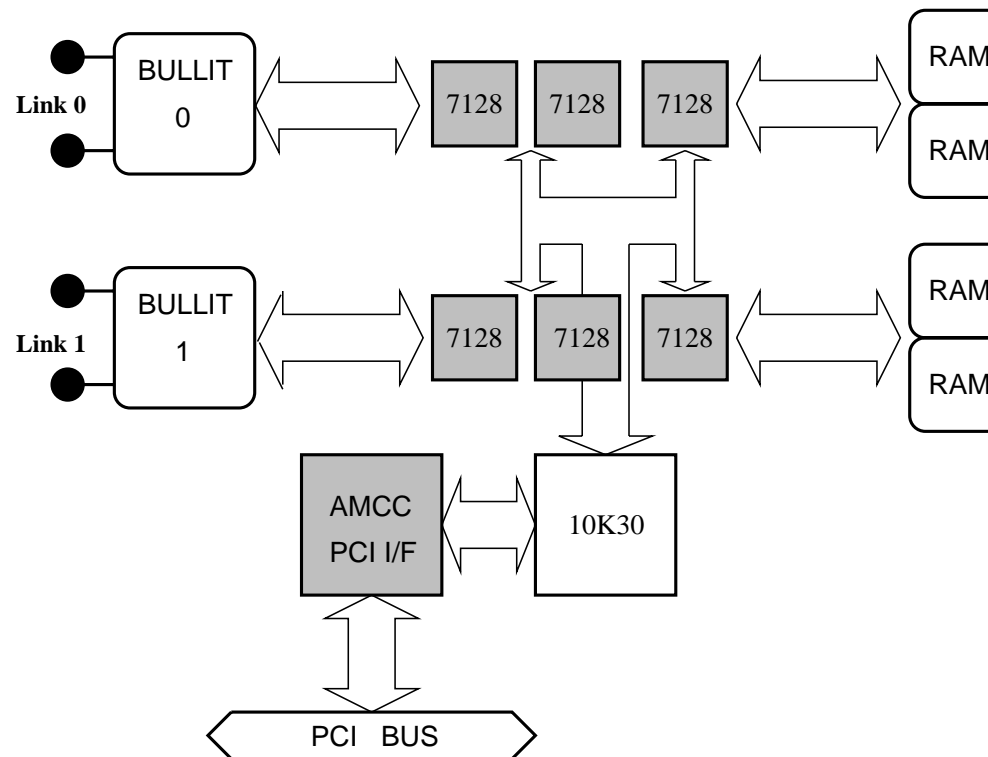 BULLIT
0
Link 0
7128
7128
7128
RAM
RAM
BULLIT
1
Link 1
7128
7128
7128
RAM
RAM
AMCC
PCI I/F
10K30
PCI BUS